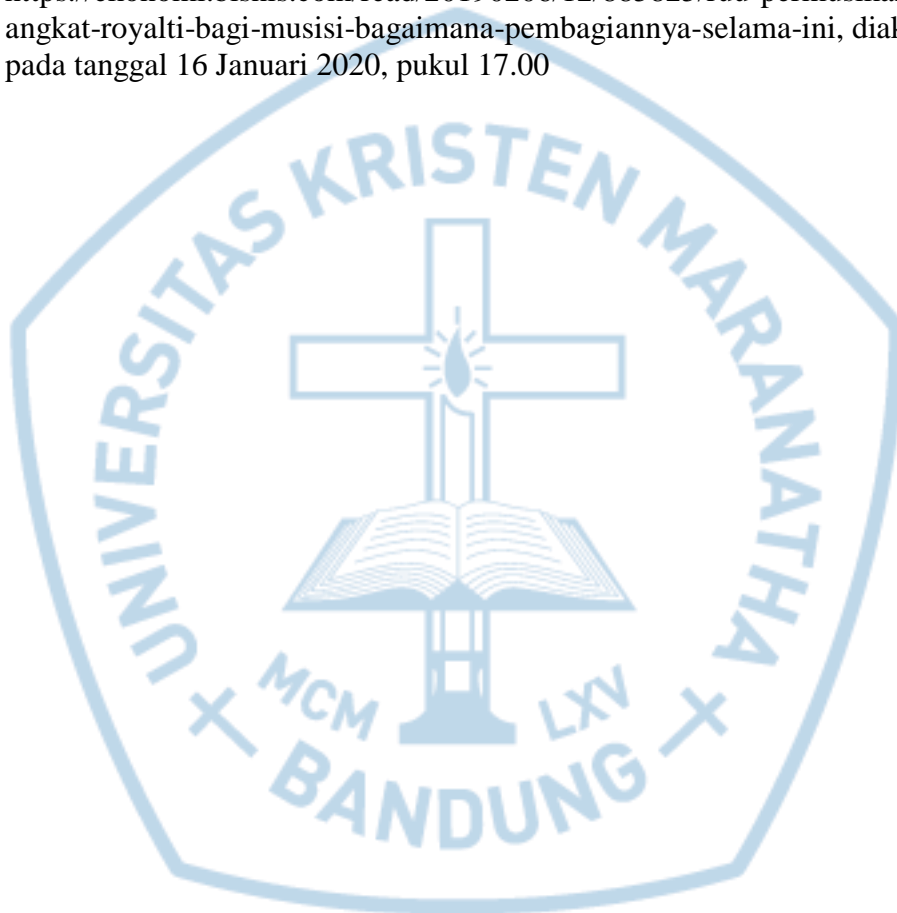 angkat-royalti-bagi-musisi-bagaimana-pembagiannya-selama-ini,
pada tanggal 16 Januari 2020, pukul 17.00
UNIVERSITAS KRISTEN MARANATHA
MCM LXV
BANDUNG